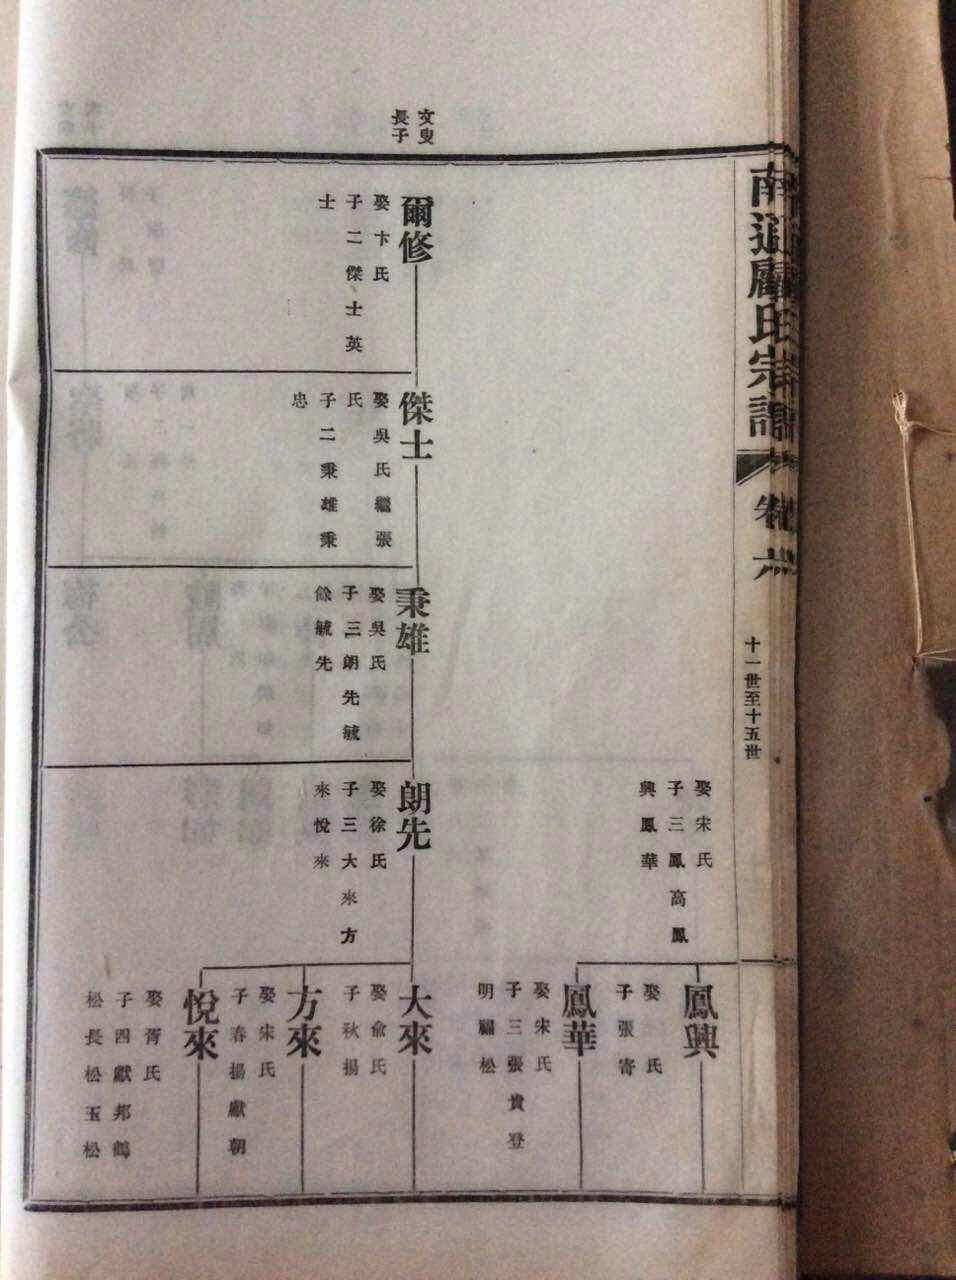 南通顧氏宗譜
十一世至十五世
娶宋氏
子三鳳高鳳
興鳳華
鳳興
娶 氏
子張寄
鳳華
娶宋氏
子三張貴登
明福松
文叟
長子
爾修
娶卞氏
子二傑士英
士
傑士
娶吳氏繼張
氏
子二秉雄秉
忠
秉雄
娶吳氏
子三朗先毓
餘毓先
朗先
娶徐氏
子三大來方
來悅來
大來
娶俞氏
子秋揚
方來
娶宋氏
子春揚獻朝
悅來
娶胥氏
子四獻邦鶴
松長松玉松